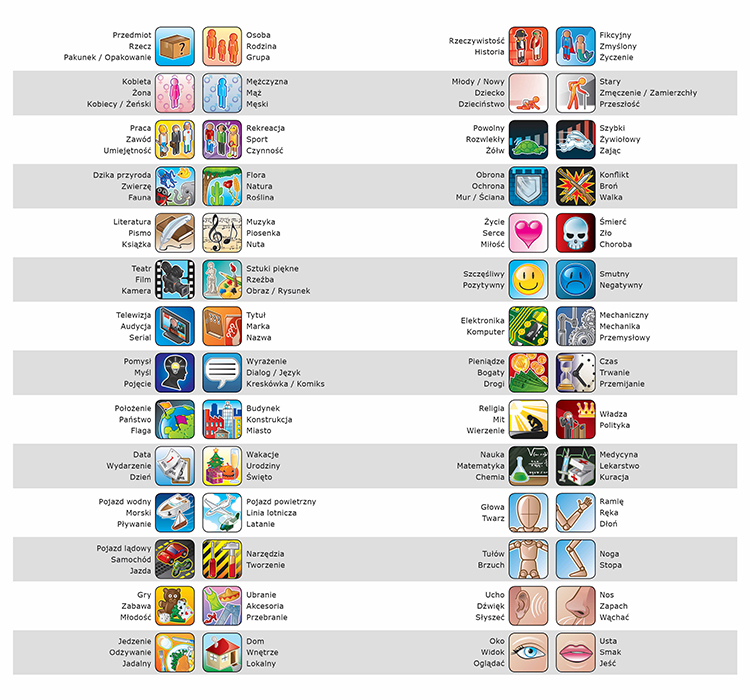 Przedmiot
Rzecz
Pakunek / Opakowanie
Osoba
Rodzina
Grupa
Rzeczywistość
Historia
Fikcyjny
Zmyślony
Życzenie
Kobieta
Żona
Kobiecy / Żeński
Mężczyzna
Mąż
Męski
Młody / Nowy
Dziecko
Dzieciństwo
Stary
Zmęczenie / Zamierzchły
Przeszłość
Praca
Zawód
Umiejętność
Rekreacja
Sport
Czynność
Powolny
Rozwlekły
Żółw
Szybki
Żywiołowy
Zając
Dzika przyroda
Zwierzę
Fauna
Flora
Natura
Roślina
Obrona
Ochrona
Mur / Ściana
Konflikt
Broń
Walka
Literatura
Pismo
Książka
Muzyka
Piosenka
Nuta
Życie
Serce
Miłość
Śmierć
Zło
Choroba
Teatr
Film
Kamera
Sztuki piękne
Rzeźba
Obraz / Rysunek
Szczęśliwy
Pozytywny
Smutny
Negatywny
Telewizja
Audycja
Serial
Tytuł
Marka
Nazwa
Elektronika
Komputer
Mechaniczny
Mechanika
Przemysłowy
Pomysł
Myśl
Pojęcie
Wyrażenie
Dialog / Język
Kreskówka / Komiks
Pieniądze
Bogaty
Drogi
Czas
Trwanie
Przemijanie
Położenie
Państwo
Flaga
Budynek
Konstrukcja
Miasto
Religia
Mit
Wierzenie
Władza
Polityka
Data
Wydarzenie
Dzień
Wakacje
Urodziny
Święto
Nauka
Matematyka
Chemia
Medycyna
Lekarstwo
Kuracja
Pojazd wodny
Morski
Pływanie
Pojazd powietrzny
Linia lotnicza
Latanie
Głowa
Twarz
Ramię
Ręka
Dłoń
Pojazd lądowy
Samochód
Jazda
Narzędzia
Tworzenie
Tułów
Brzuch
Noga
Stopa
Gry
Zabawa
Młodość
Ubranie
Akcesoria
Przebranie
Ucho
Dźwięk
Słyszeć
Nos
Zapach
Wąchać
Jedzenie
Odżywanie
Jadalny
Dom
Wnętrze
Lokalny
Oko
Widok
Oglądać
Usta
Smak
Jeść